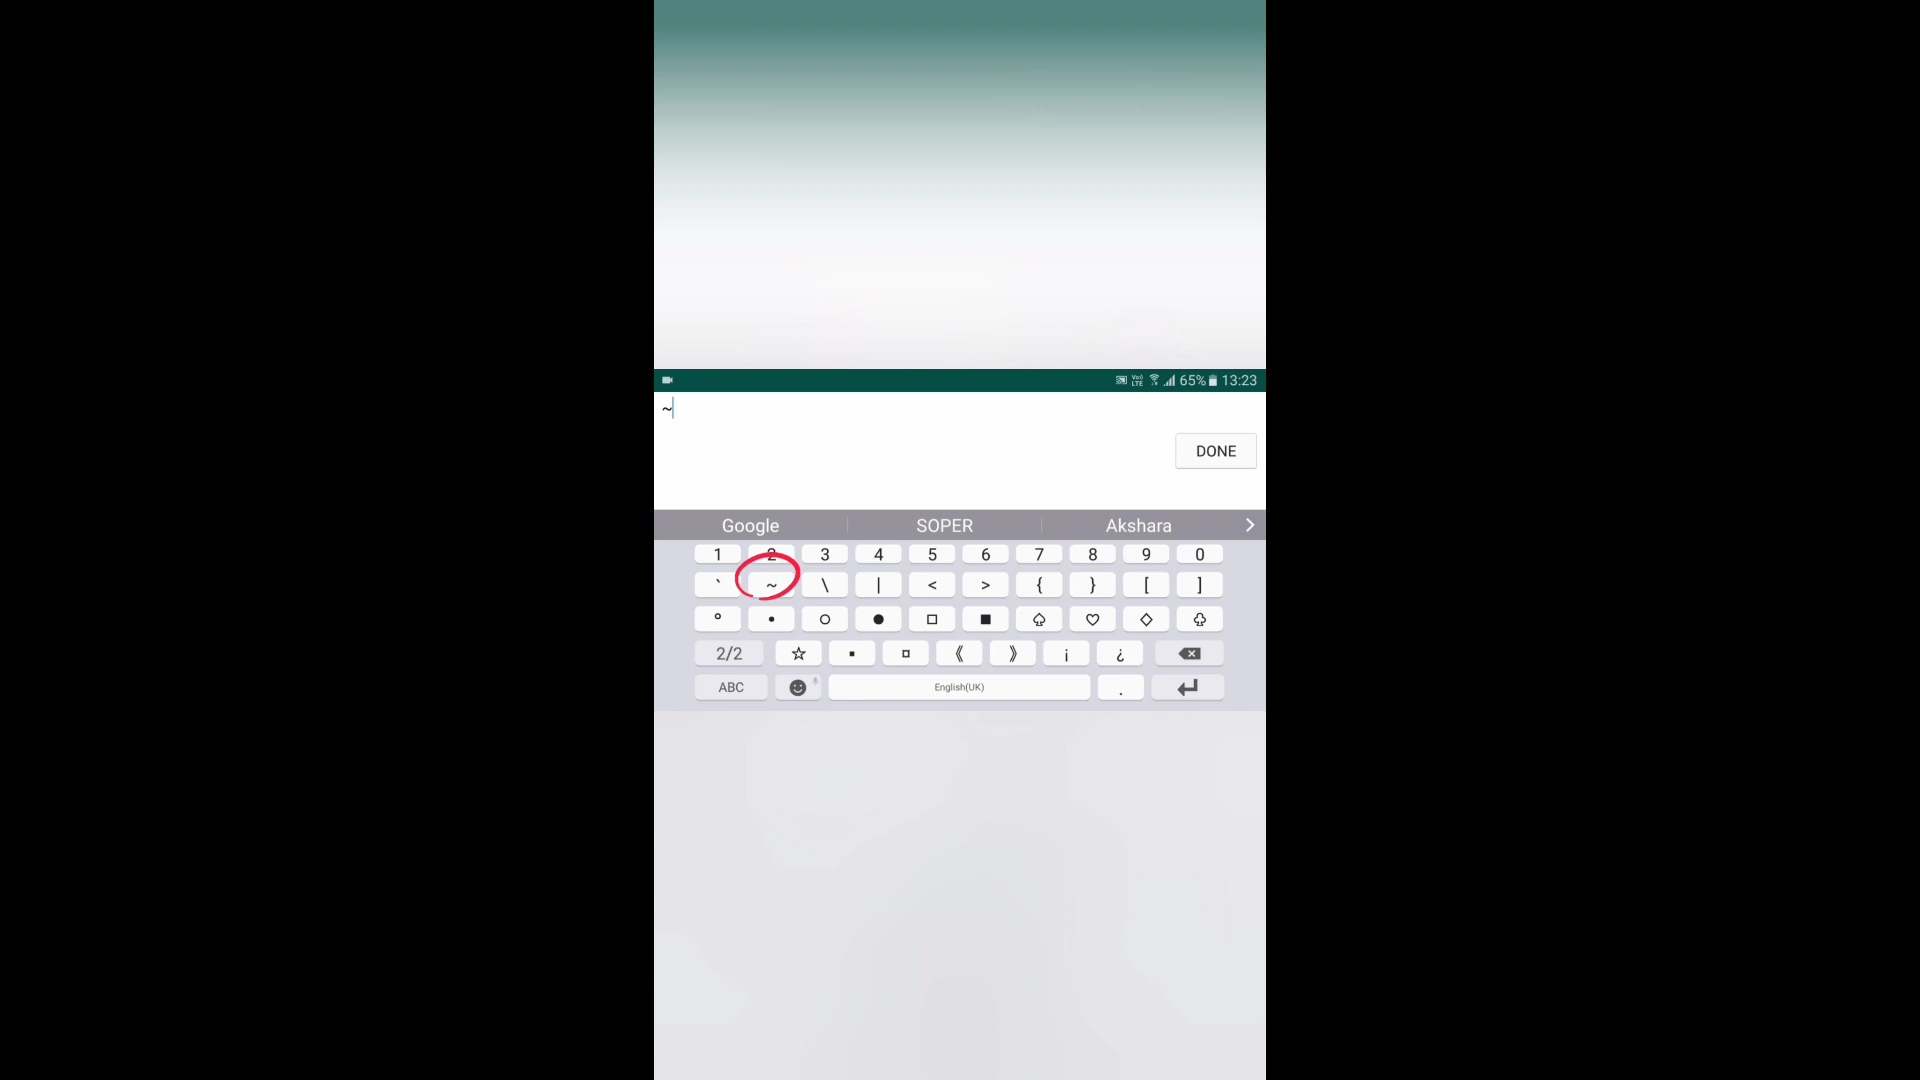 VoLTE 65% 13:23
~
DONE
Google SOPER Akshara
1 2 3 4 5 6 7 8 9 0
` ~ \ | < > { } [ ]
° • ○ ● □ ■ ♤ ♡ ◇ ♧
2/2 ☆ ▪ ¤ 《 》 ¡ ¿
ABC English(UK) .